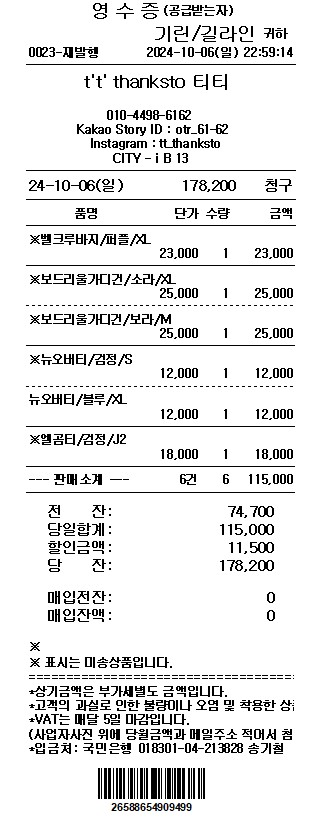 영 수 증 (공급받는자)
기린/길라인 귀하
0023-재발행 2024-10-06(일) 22:59:14
t't' thanksto 티티
010-4498-6162
Kakao Story ID : otr_61-62
Instagram : tt_thanksto
CITY - i B 13
24-10-06(일) 178,200 청구
품명 단가 수량 금액
※벨크루바지/퍼플/XL
23,000 1 23,000
※보드리울가디건/소라/XL
25,000 1 25,000
※보드리울가디건/보라/M
25,000 1 25,000
※뉴오버티/검정/S
12,000 1 12,000
뉴오버티/블루/XL
12,000 1 12,000
※엘곰티/검정/J2
18,000 1 18,000
--- 판매소계 --- 6건 6 115,000
전 잔: 74,700
당일합계: 115,000
할인금액: 11,500
당 잔: 178,200
매입전잔: 0
매입잔액: 0
※
※ 표시는 미송상품입니다.
*상기금액은 부가세별도 금액입니다.
*고객의 과실로 인한 불량이나 오염 및 착용한 상
*VAT는 매달 5일 마감입니다.
(사업자사진 위에 당월금액과 메일주소 적어서 첨
*입금처: 국민은행 018301-04-213828 송기철
26588654909499